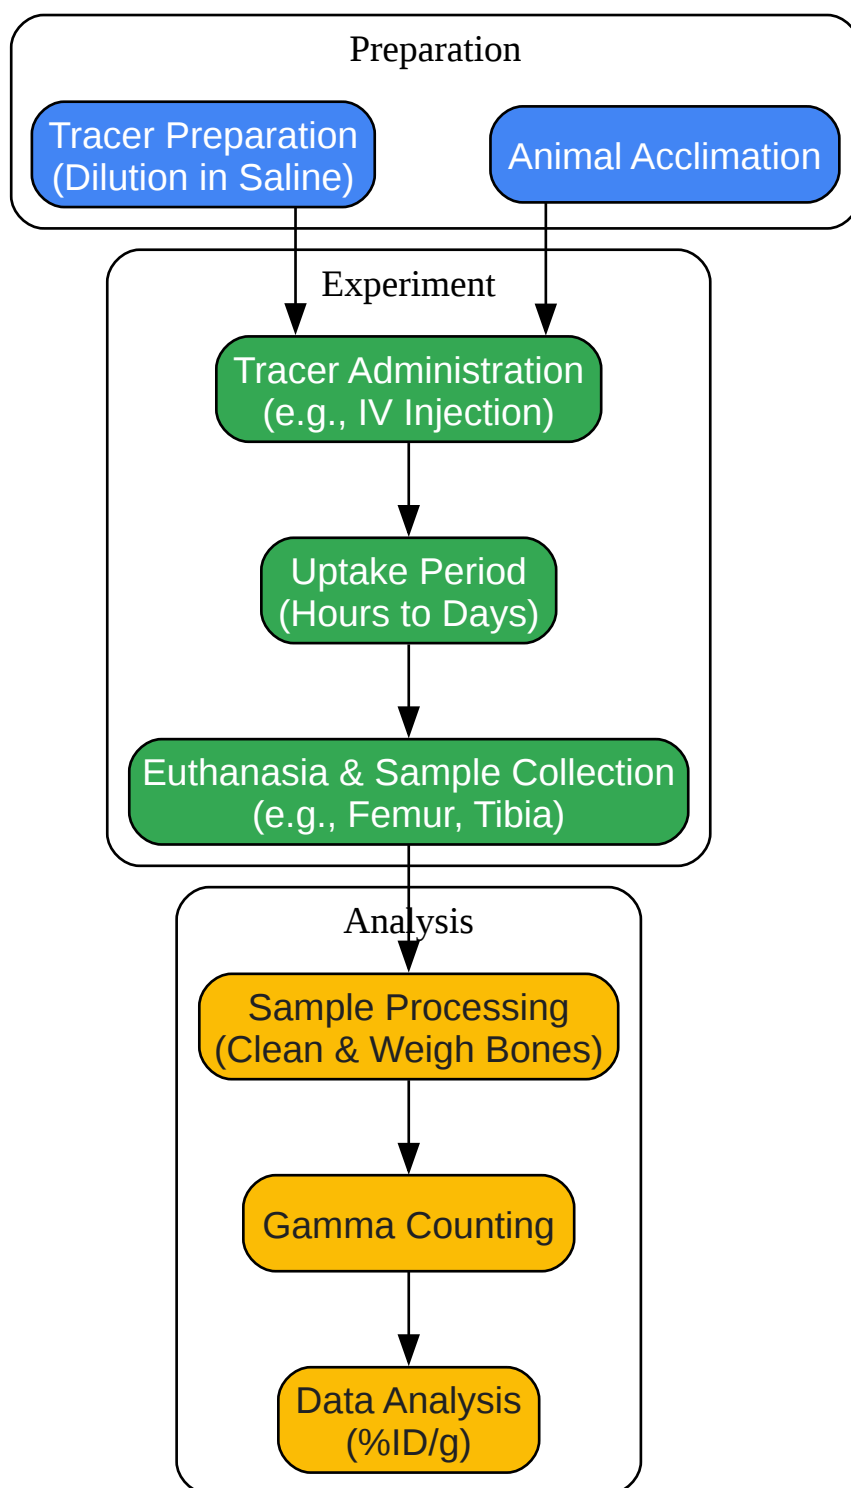 Preparation
Tracer Preparation
(Dilution in Saline)
Animal Acclimation
Experiment
Tracer Administration
(e.g., IV Injection)
Uptake Period
(Hours to Days)
Euthanasia & Sample Collection
(e.g., Femur, Tibia)
Analysis
Sample Processing
(Clean & Weigh Bones)
Gamma Counting
Data Analysis
(%ID/g)